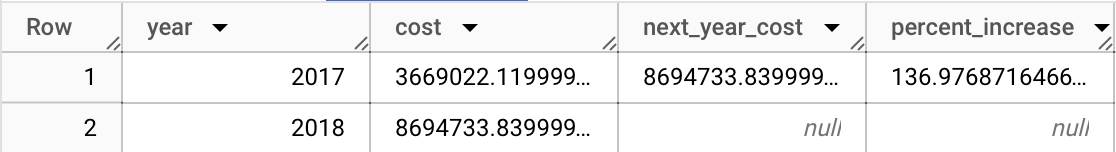 Row year cost next_year_cost percent_increase
1 2017 3669022.119999... 8694733.839999... 136.9768716466...
2 2018 8694733.839999... null null